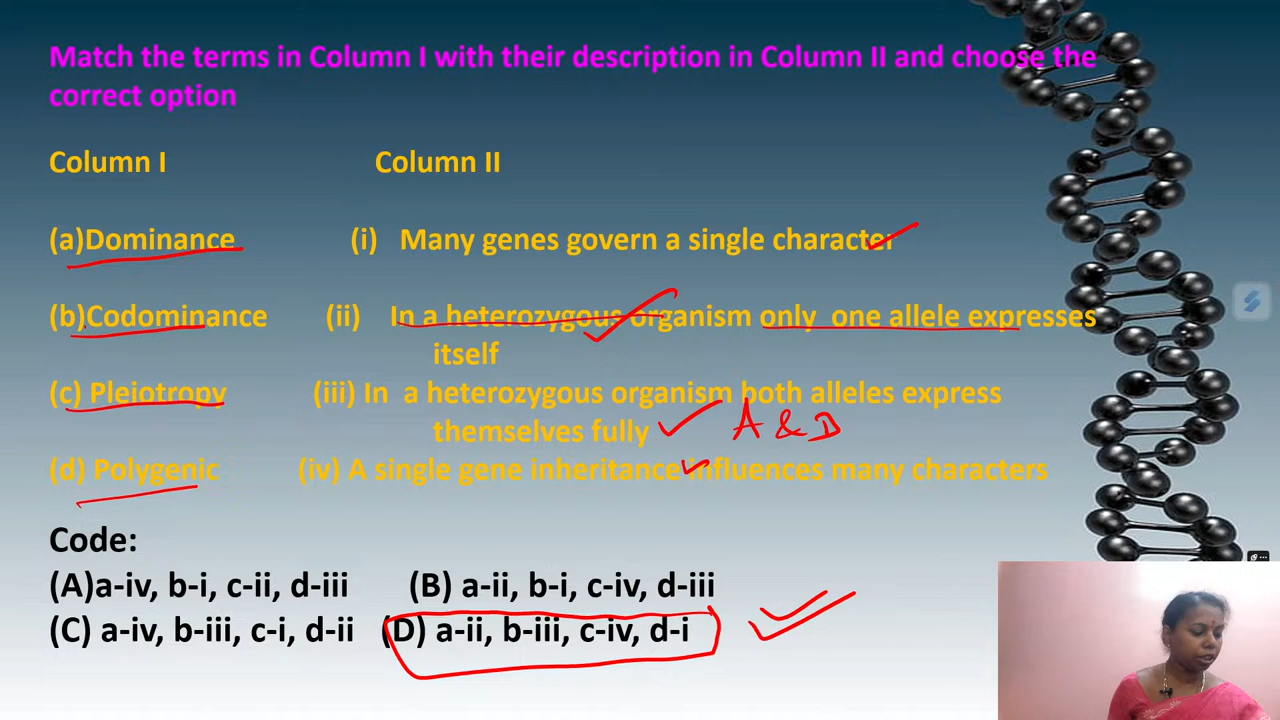 Match the terms in Column I with their description in Column II and choose the
correct option
Column I Column II
(a)Dominance (i) Many genes govern a single character
(b)Codominance (ii) In a heterozygous organism only one allele expresses
itself
(c) Pleiotropy (iii) In a heterozygous organism both alleles express
themselves fully A & B
(d) Polygenic (iv) A single gene inheritance influences many characters
Code:
(A)a-iv, b-i, c-ii, d-iii (B) a-ii, b-i, c-iv, d-iii
(C) a-iv, b-iii, c-i, d-ii (D) a-ii, b-iii, c-iv, d-i